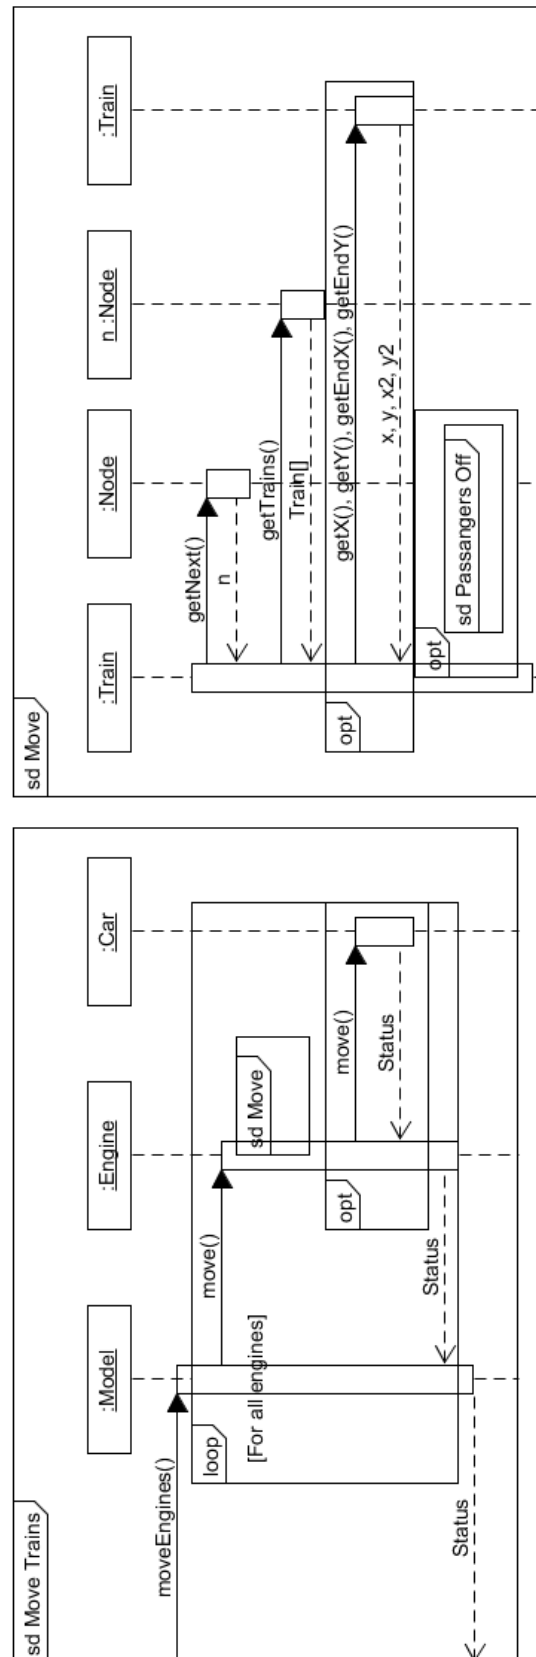 sd Move Trains
:Model
:Engine
:Car
moveEngines()
loop
[For all engines]
move()
sd Move
opt
move()
Status
Status
Status
sd Move
:Train
:Node
n :Node
:Train
getNext()
n
getTrains()
Train[]
opt
getX(), getY(), getEndX(), getEndY()
x, y, x2, y2
opt
sd Passangers Off